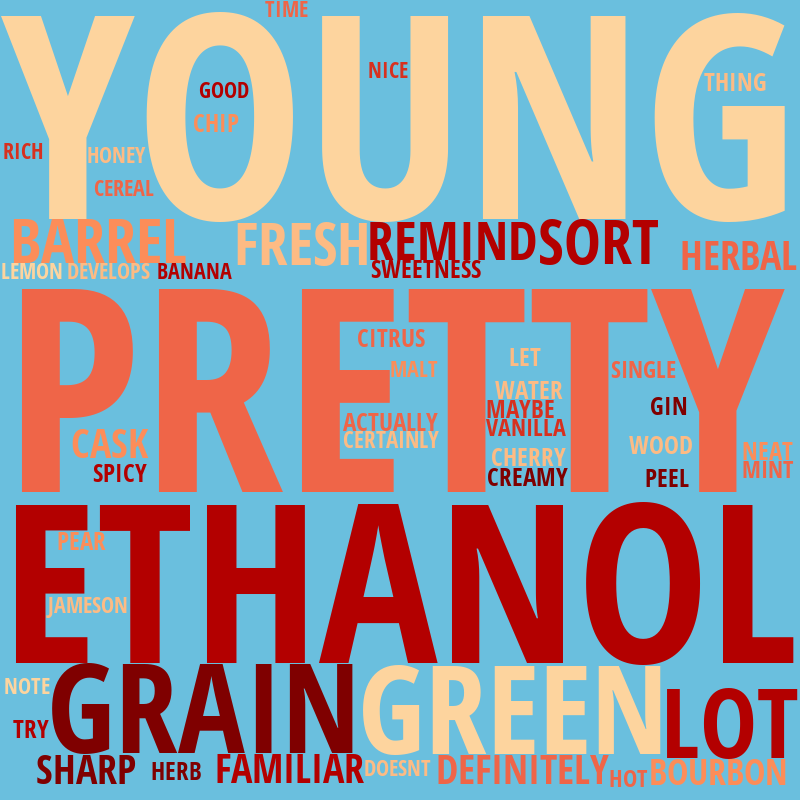 TIME
YOUNG
NICE
THING
GOOD
CHIP
RICH
HONEY
CEREAL
BARREL
FRESH
REMIND
SORT
HERBAL
LEMON
DEVELOPS
BANANA
SWEETNESS
PRETTY
CITRUS
LET
MALT
SINGLE
WATER
MAYBE
GIN
ACTUALLY
VANILLA
CASK
CERTAINLY
WOOD
NEAT
CHERRY
SPICY
CREAMY
PEEL
MINT
ETHANOL
PEAR
JAMESON
NOTE
GRAIN
GREEN
LOT
TRY
SHARP
HERB
FAMILIAR
DOESNT
DEFINITELY
HOT
BOURBON